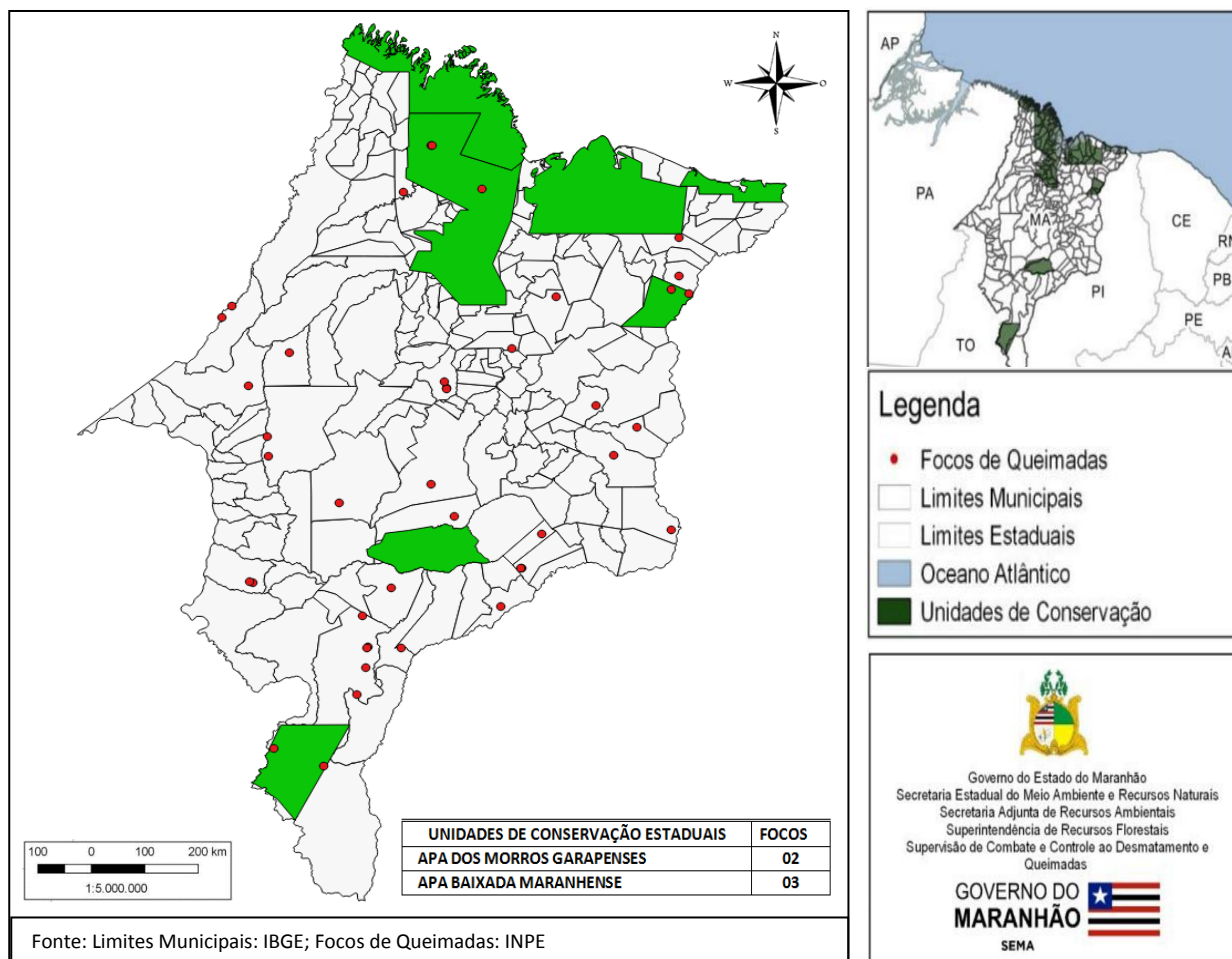 N
W
O
S
UNIDADES DE CONSERVAÇÃO ESTADUAIS FOCOS
APA DOS MORROS GARAPENSES 02
APA BAIXADA MARANHENSE 03
100 0 100 200 km
1:5.000.000
Fonte: Limites Municipais: IBGE; Focos de Queimadas: INPE
AP
PA
MA
CE
RN
PB
PI
PE
TO
Legenda
Focos de Queimadas
Limites Municipais
Limites Estaduais
Oceano Atlântico
Unidades de Conservação
Governo do Estado do Maranhão
Secretaria Estadual do Meio Ambiente e Recursos Naturais
Secretaria Adjunta de Recursos Ambientais
Superintendência de Recursos Florestais
Supervisão de Combate e Controle ao Desmatamento e
Queimadas
GOVERNO DO
MARANHÃO
SEMA